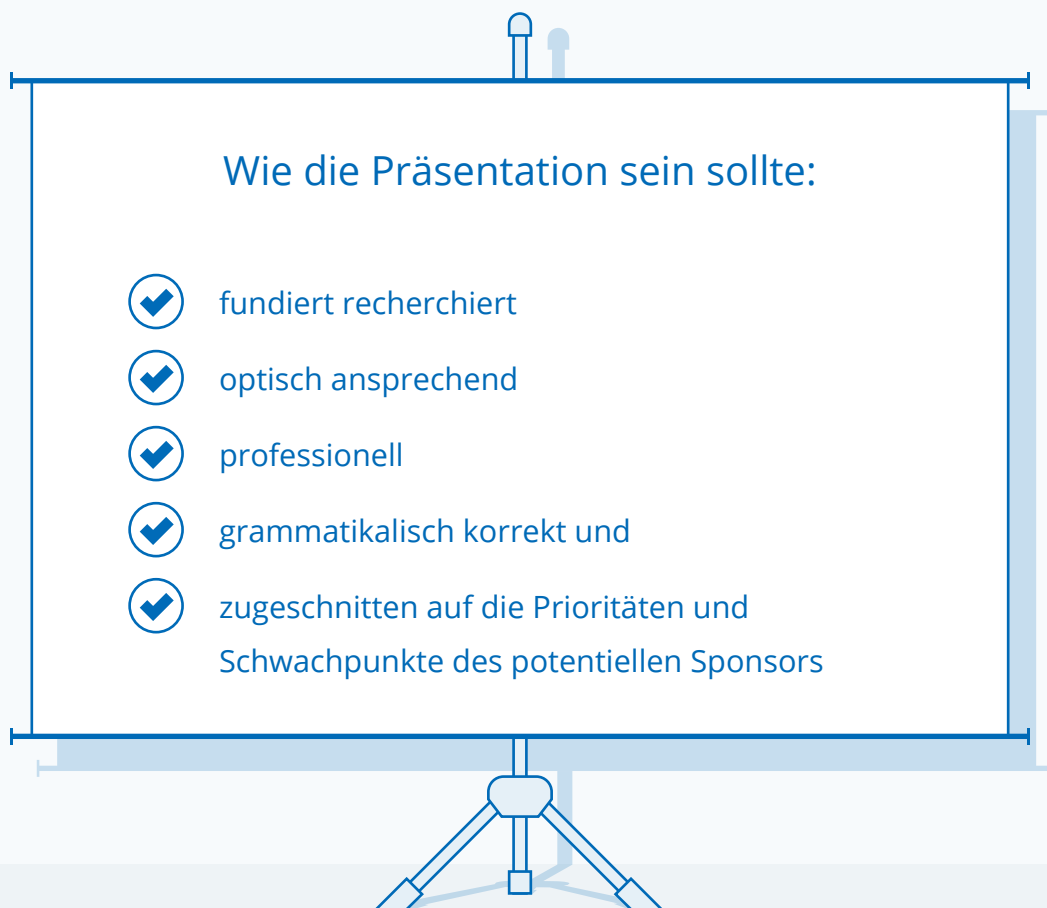 Wie die Präsentation sein sollte:
fundiert recherchiert
optisch ansprechend
professionell
grammatikalisch korrekt und
zugeschnitten auf die Prioritäten und
Schwachpunkte des potentiellen Sponsors